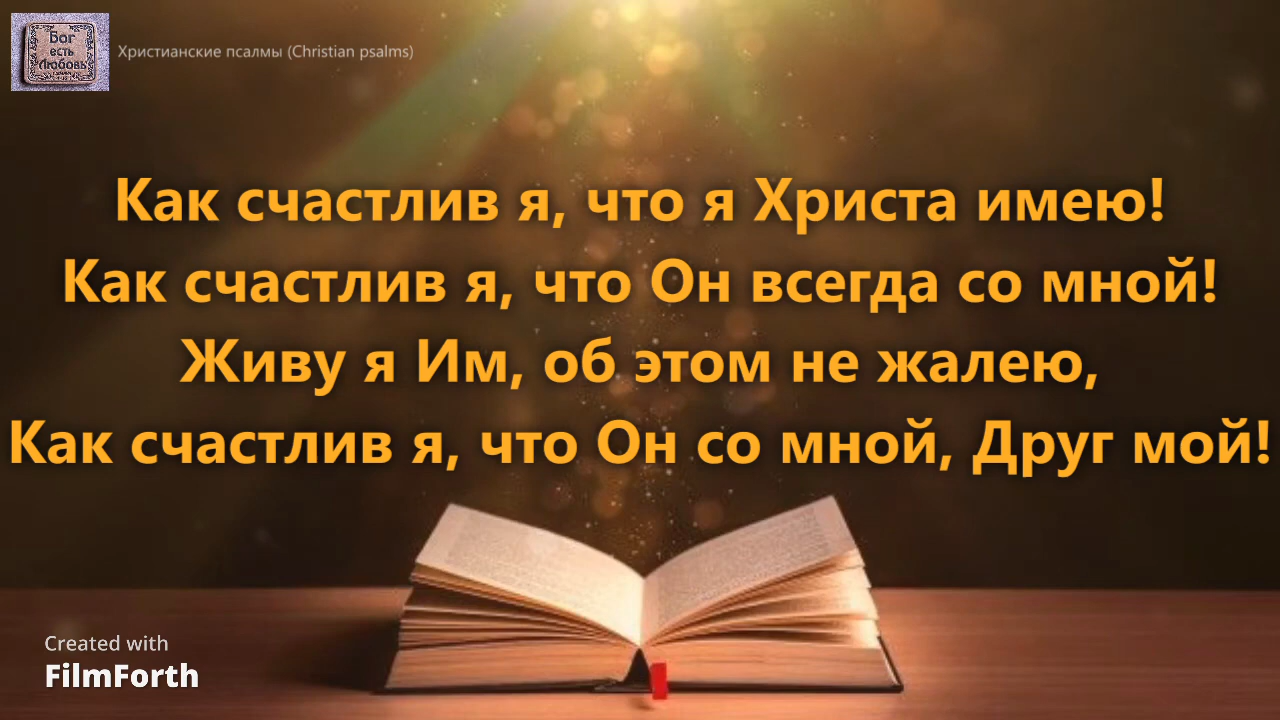 Бог
есть
Любовь
Христианские псалмы (Christian psalms)
Как счастлив я, что я Христа имею!
Как счастлив я, что Он всегда со мной!
Живу я Им, об этом не жалею,
Как счастлив я, что Он со мной, Друг мой!
Created with
FilmForth